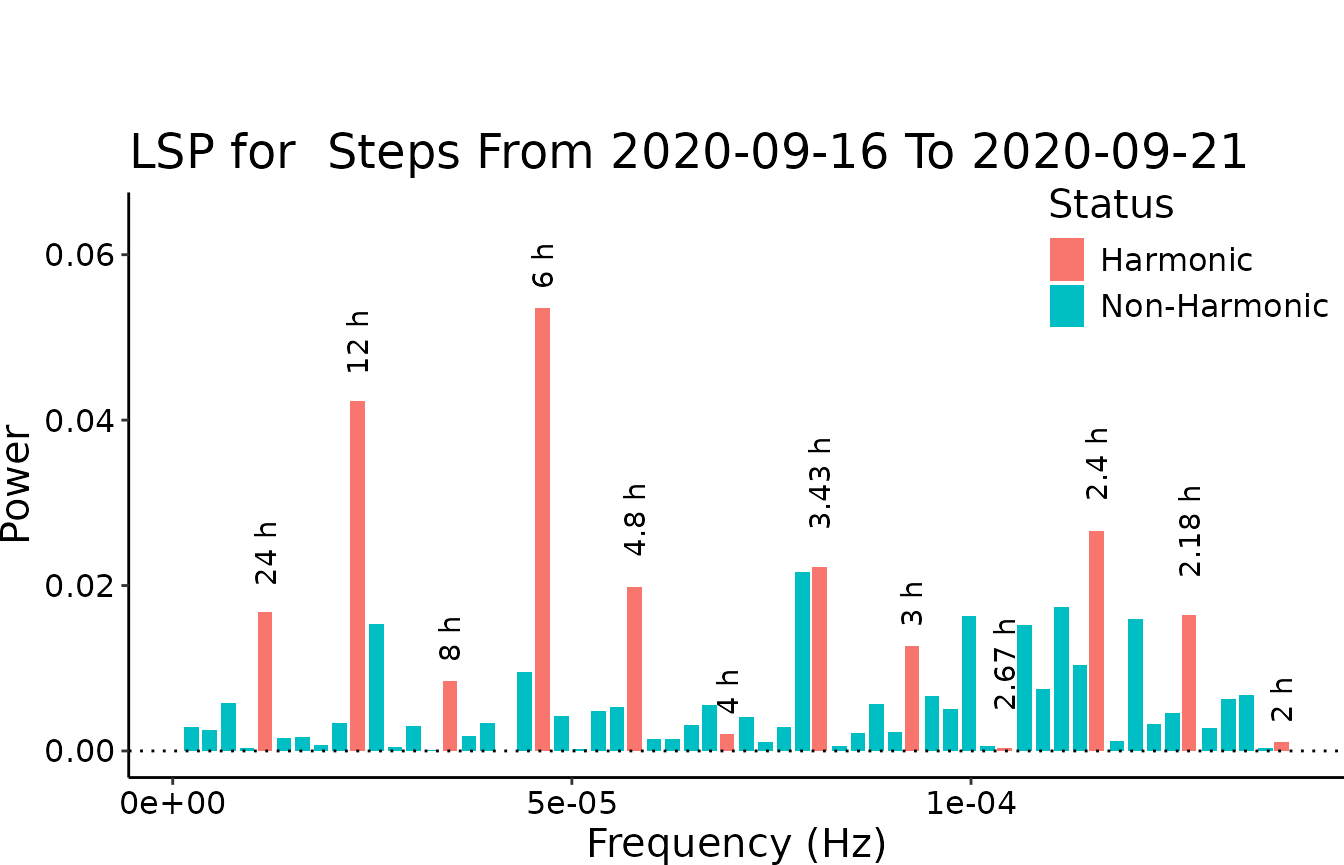 LSP for  Steps From 2020-09-16 To 2020-09-21
Status
Harmonic
Non-Harmonic
Power
0.06
0.04
0.02
0.00
24 h
12 h
8 h
6 h
4.8 h
4 h
3.43 h
3 h
2.67 h
2.4 h
2.18 h
2 h
0e+00
5e-05
1e-04
Frequency (Hz)